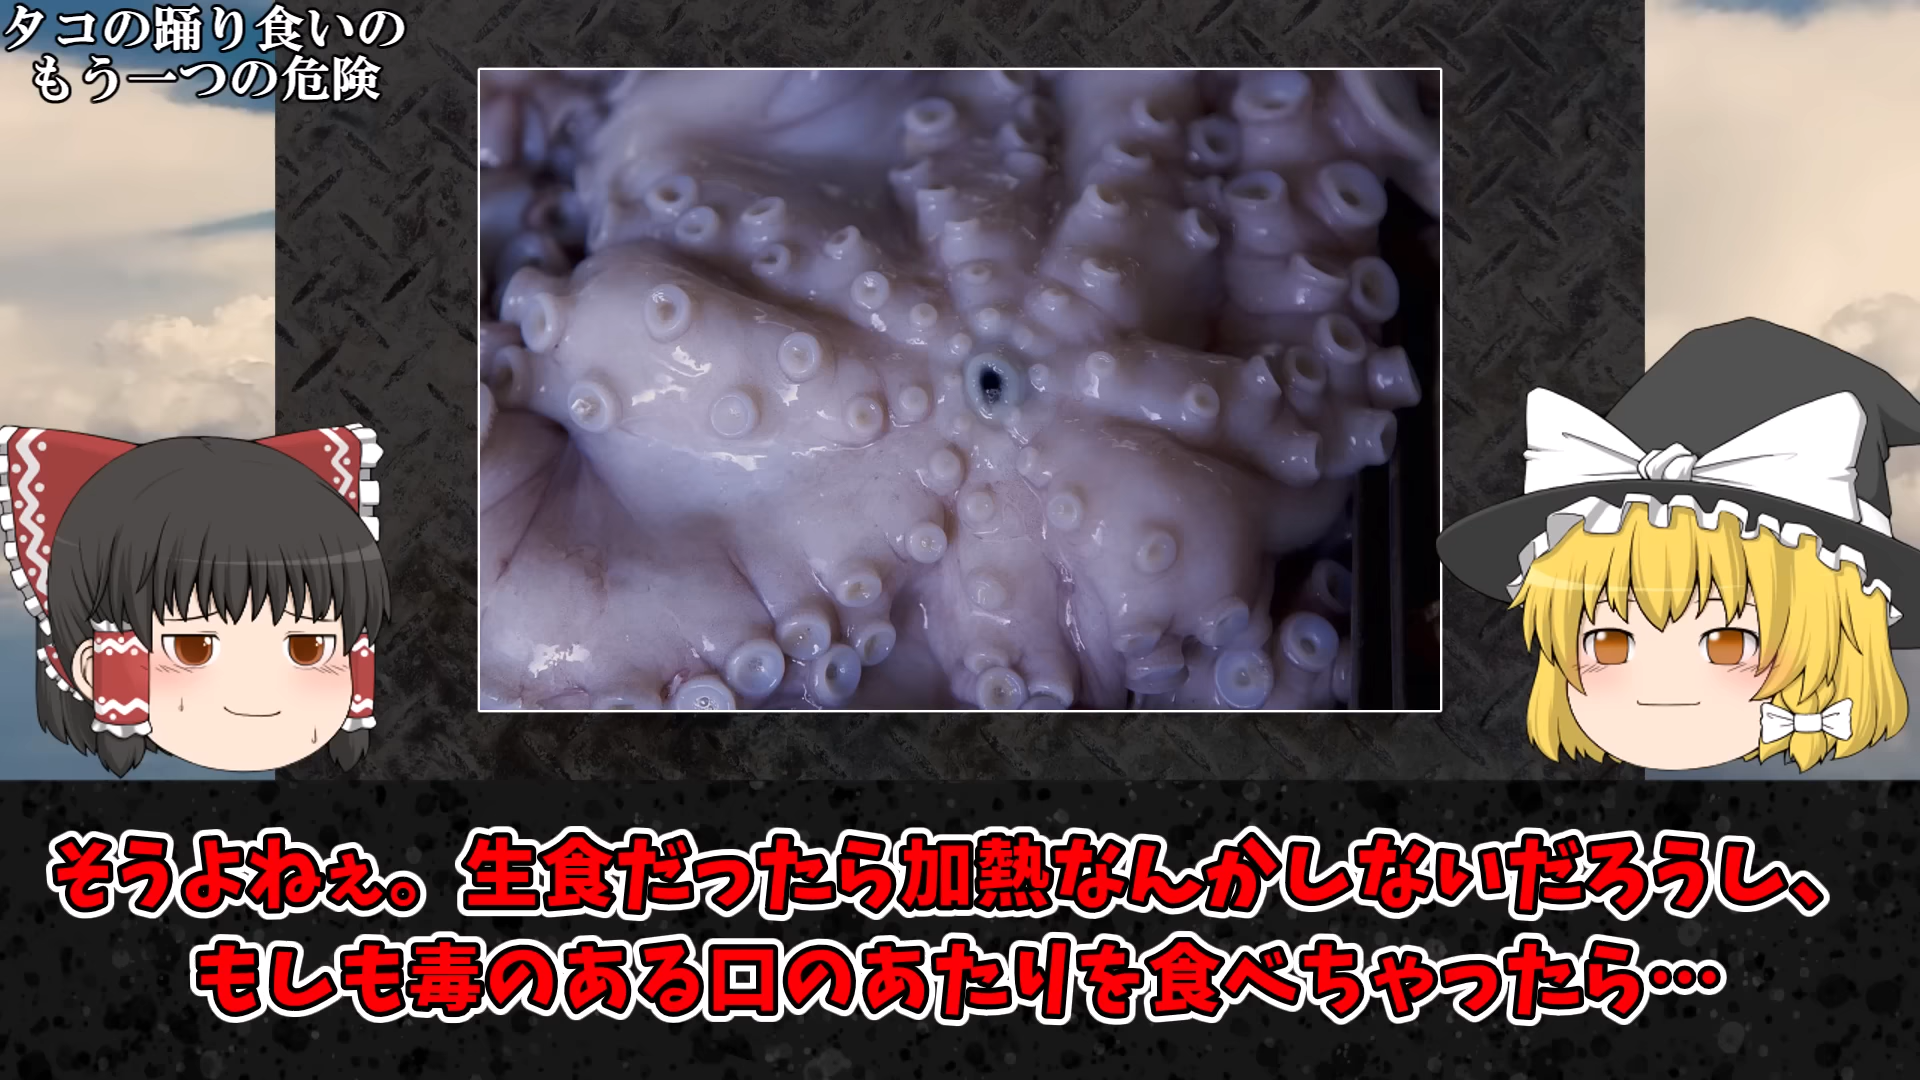 タコの踊り食いの
もう一つの危険
そうよねぇ。生食だったら加熱なんかしないだろうし、
もしも毒のある口のあたりを食べちゃったら…